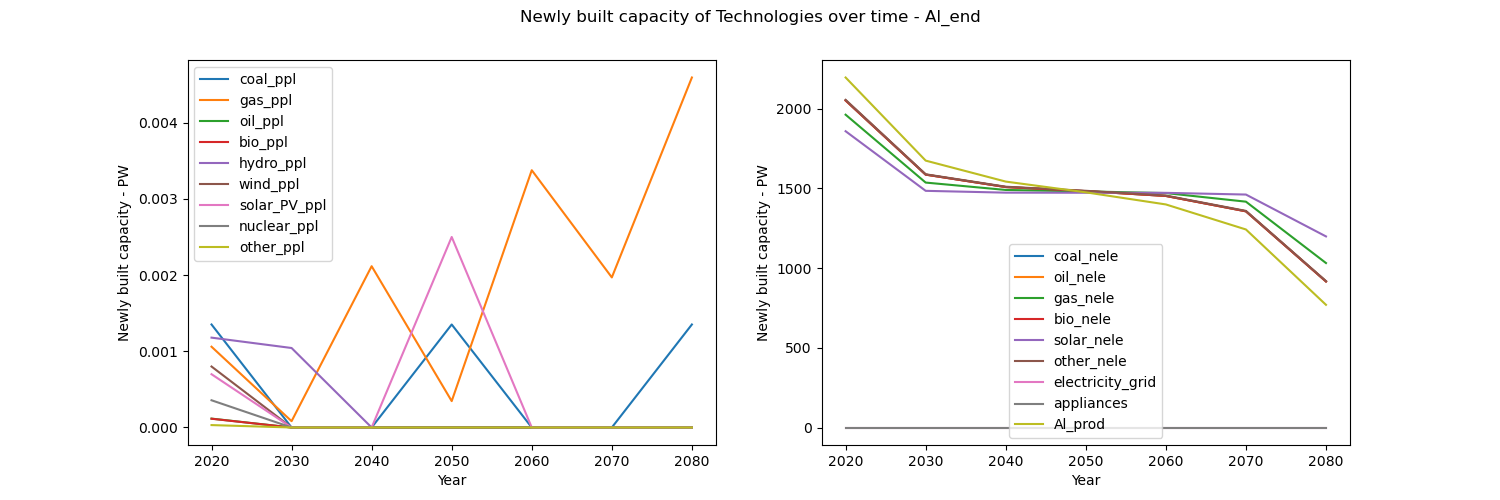 Newly built capacity of Technologies over time - Al_end
Newly built capacity - PW
0.004
0.003
0.002
0.001
0.000
coal_ppl
gas_ppl
oil_ppl
bio_ppl
hydro_ppl
wind_ppl
solar_PV_ppl
nuclear_ppl
other_ppl
2020 2030 2040 2050 2060 2070 2080
Year
Newly built capacity - PW
2000
1500
1000
500
0
coal_nele
oil_nele
gas_nele
bio_nele
solar_nele
other_nele
electricity_grid
appliances
Al_prod
2020 2030 2040 2050 2060 2070 2080
Year